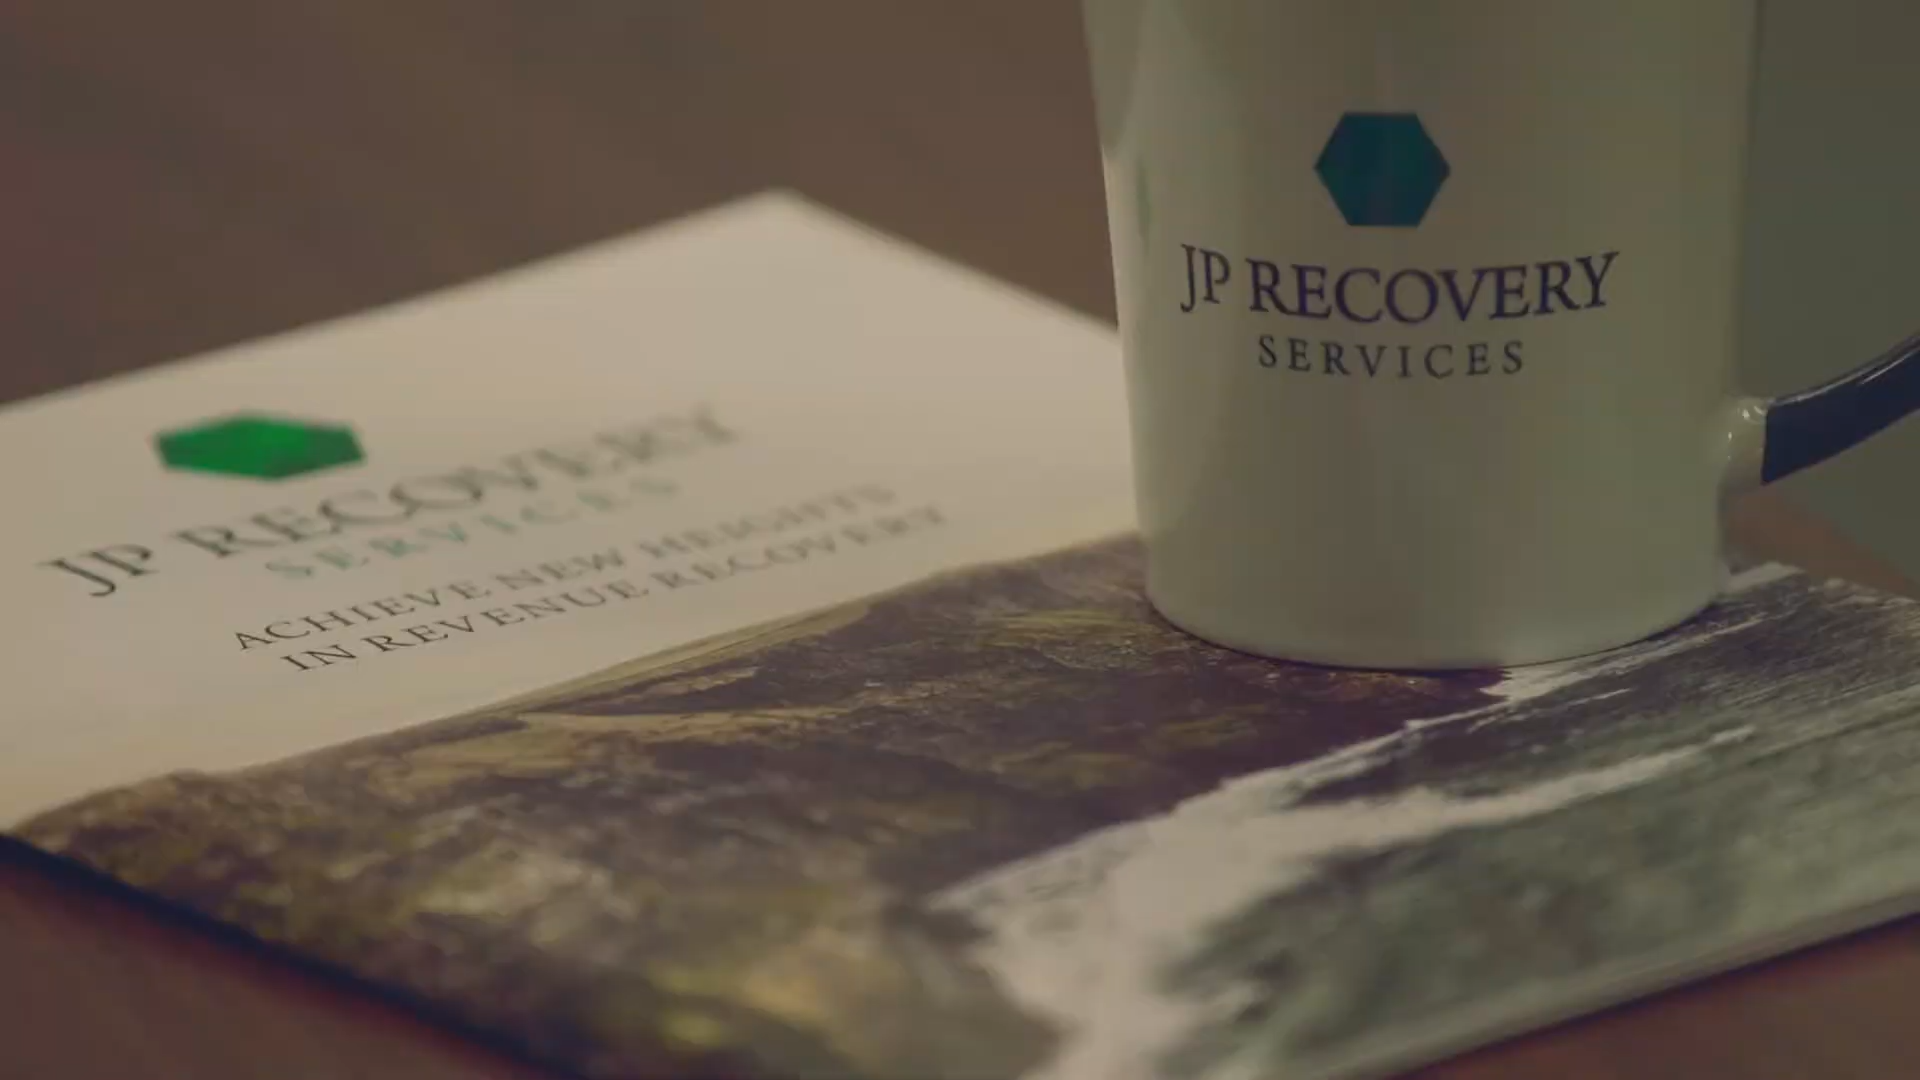 JP RECOVERY
SERVICES
ACHIEVE NEW HEIGHTS
IN REVENUE RECOVERY
JP RECOVERY
SERVICES